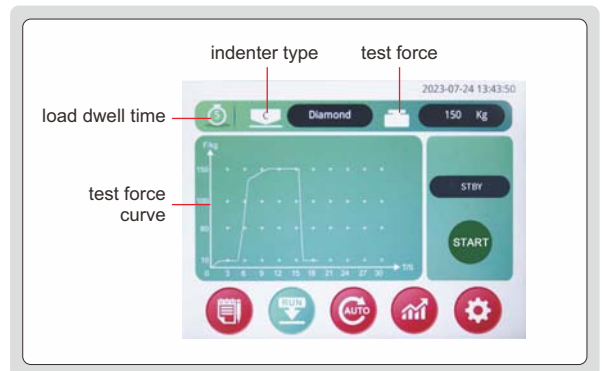 indenter type
test force
2023-07-24 13:43:50
load dwell time
5
C
Diamond
150 Kg
F/kg
150
test force
curve
60
10
0 3 6 9 12 15 18 21 24 27 30
T/S
STBY
START
RUN
AUTO